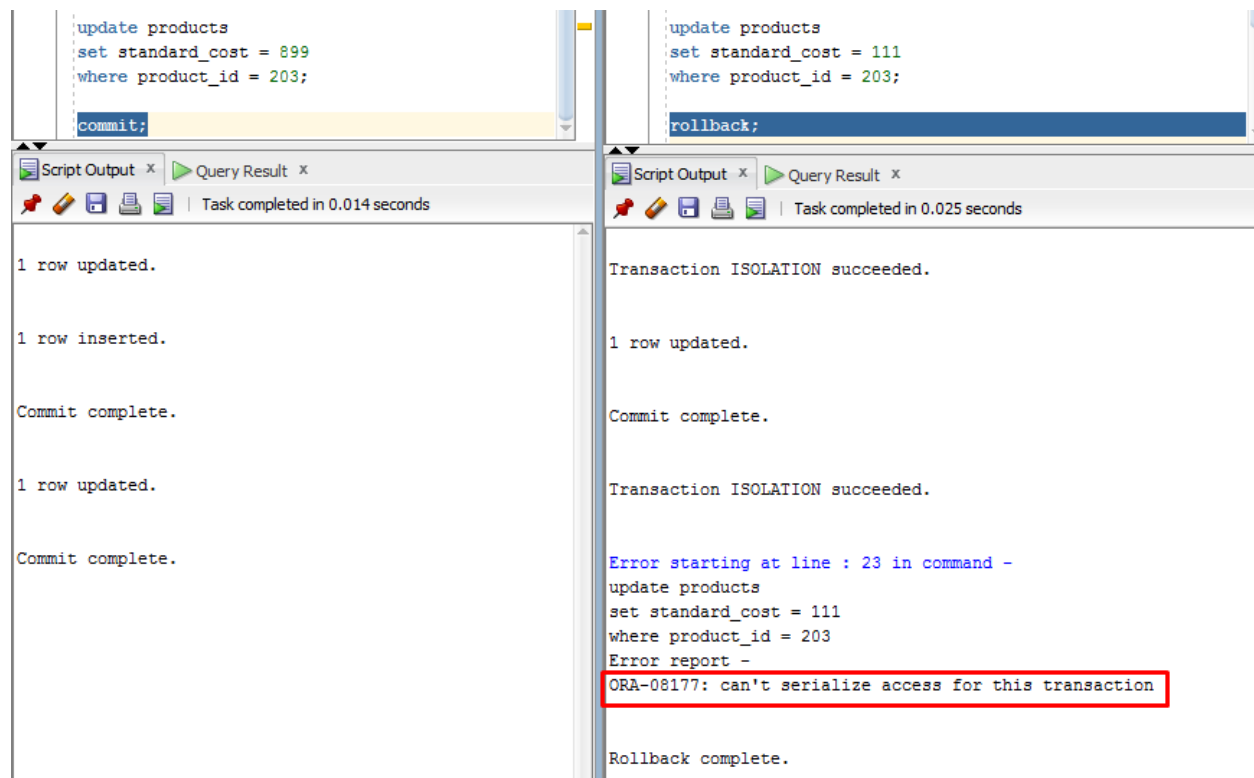 update products
set standard_cost = 899
where product_id = 203;
commit;
Script Output x Query Result x
Task completed in 0.014 seconds
1 row updated.
1 row inserted.
Commit complete.
1 row updated.
Commit complete.
update products
set standard_cost = 111
where product_id = 203;
rollback;
Script Output x Query Result x
Task completed in 0.025 seconds
Transaction ISOLATION succeeded.
1 row updated.
Commit complete.
Transaction ISOLATION succeeded.
Error starting at line : 23 in command -
update products
set standard_cost = 111
where product_id = 203
Error report -
ORA-08177: can't serialize access for this transaction
Rollback complete.